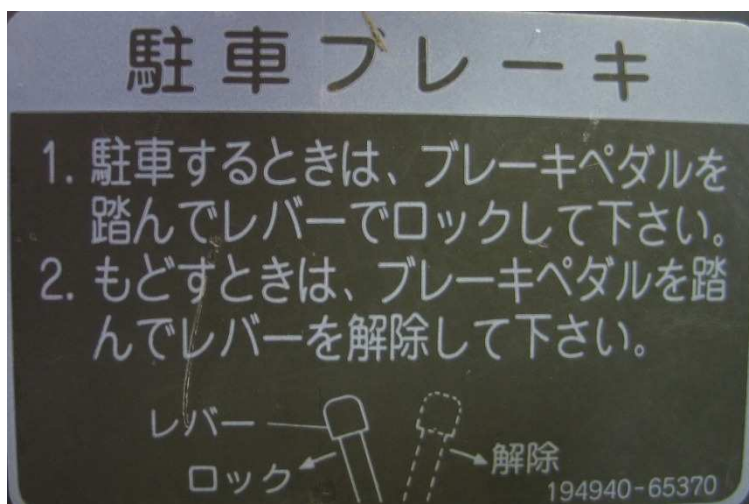 駐車ブレーキ
1. 駐車するときは、ブレーキペダルを
踏んでレバーでロックして下さい。
2. もどすときは、ブレーキペダルを踏
んでレバーを解除して下さい。
レバー
ロック
解除
194940-65370